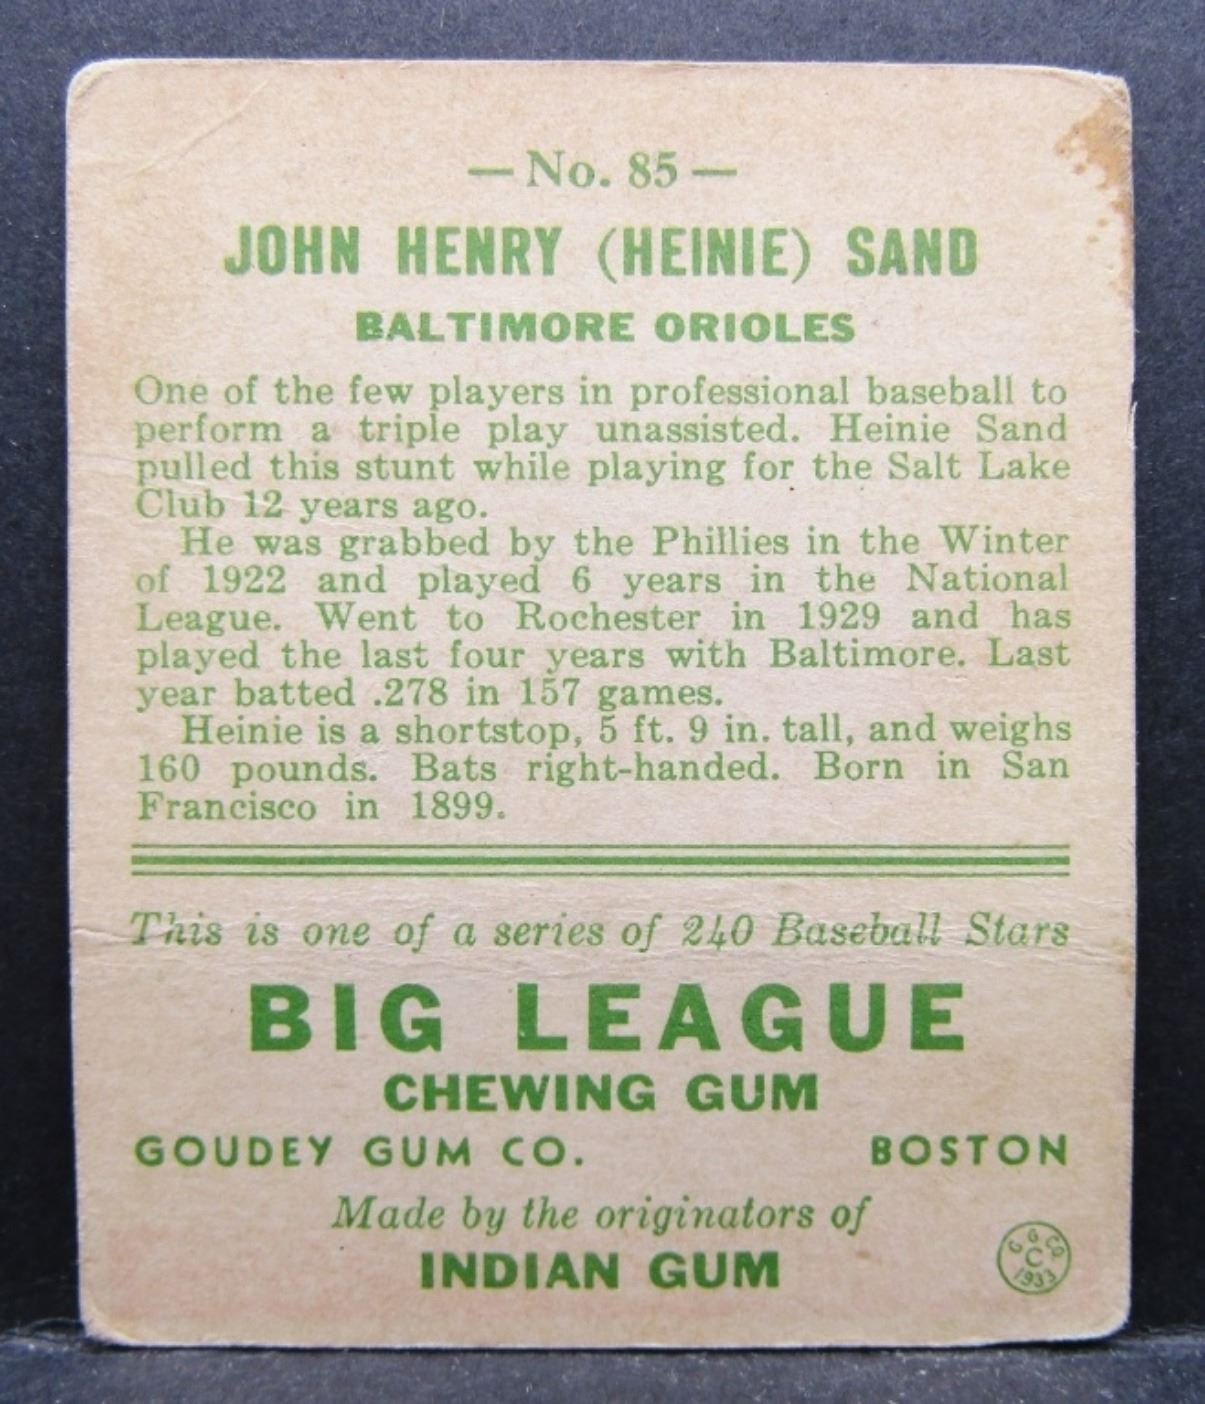 — No. 85 —
JOHN HENRY (HEINIE) SAND
BALTIMORE ORIOLES
One of the few players in professional baseball to
perform a triple play unassisted. Heinie Sand
pulled this stunt while playing for the Salt Lake
Club 12 years ago.
He was grabbed by the Phillies in the Winter
of 1922 and played 6 years in the National
League. Went to Rochester in 1929 and has
played the last four years with Baltimore. Last
year batted .278 in 157 games.
Heinie is a shortstop, 5 ft. 9 in. tall, and weighs
160 pounds. Bats right-handed. Born in San
Francisco in 1899.
This is one of a series of 240 Baseball Stars
BIG LEAGUE
CHEWING GUM
GOUDEY GUM CO. BOSTON
Made by the originators of
INDIAN GUM
G. G. CO.
C
1933